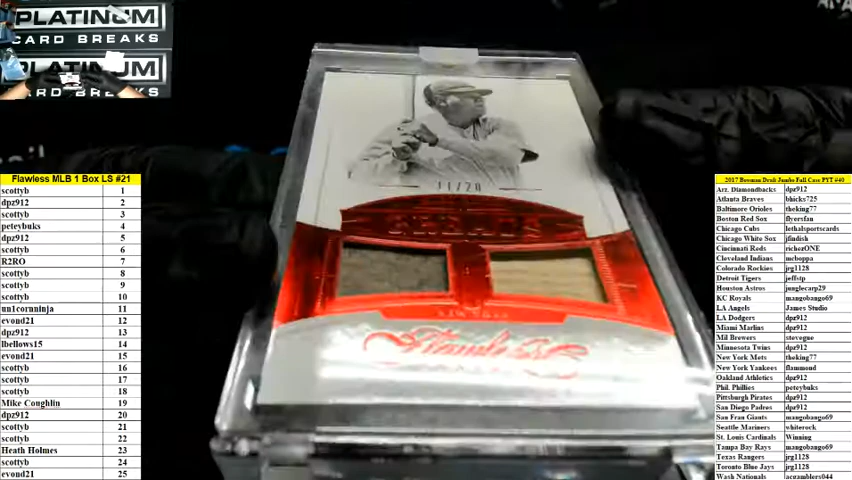 PLATINUM
CARD BREAKS
PLATINUM
CARD BREAKS
Flawless MLB 1 Box LS #21
scottyb 1
dpz912 2
scottyb 3
peteybuks 4
dpz912 5
scottyb 6
R2RO 7
scottyb 8
scottyb 9
scottyb 10
un1cornninja 11
evond21 12
dpz912 13
lbellows15 14
evond21 15
scottyb 16
scottyb 17
scottyb 18
Mike Coughlin 19
dpz912 20
scottyb 21
scottyb 22
Heath Holmes 23
scottyb 24
evond21 25
Flawless
2017 Bowman Draft Jumbo Full Case PYT #40
Arz. Diamondbacks dpz912
Atlanta Braves bhicks725
Baltimore Orioles theking77
Boston Red Sox flyersfan
Chicago Cubs lethalsportscards
Chicago White Sox jfindish
Cincinnati Reds richerONE
Cleveland Indians mcboppa
Colorado Rockies jrg1128
Detroit Tigers jeffstp
Houston Astros junglecarp29
KC Royals mangobango69
LA Angels James Studio
LA Dodgers dpz912
Miami Marlins dpz912
Mil Brewers stevegue
Minnesota Twins dpz912
New York Mets theking77
New York Yankees flammond
Oakland Athletics dpz912
Phil. Phillies peteybuks
Pittsburgh Pirates dpz912
San Diego Padres dpz912
San Fran Giants mangobango69
Seattle Mariners whiterock
St. Louis Cardinals Winning
Tampa Bay Rays mangobango69
Texas Rangers jrg1128
Toronto Blue Jays jrg1128
Wash Nationals acgamblers044